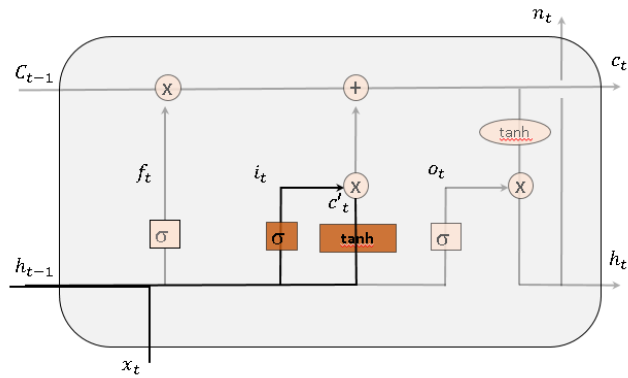 n_t
C_{t-1}
c_t
x
+
tanh
f_t
i_t
o_t
x
x
c'_t
σ
σ
tanh
σ
h_{t-1}
h_t
x_t